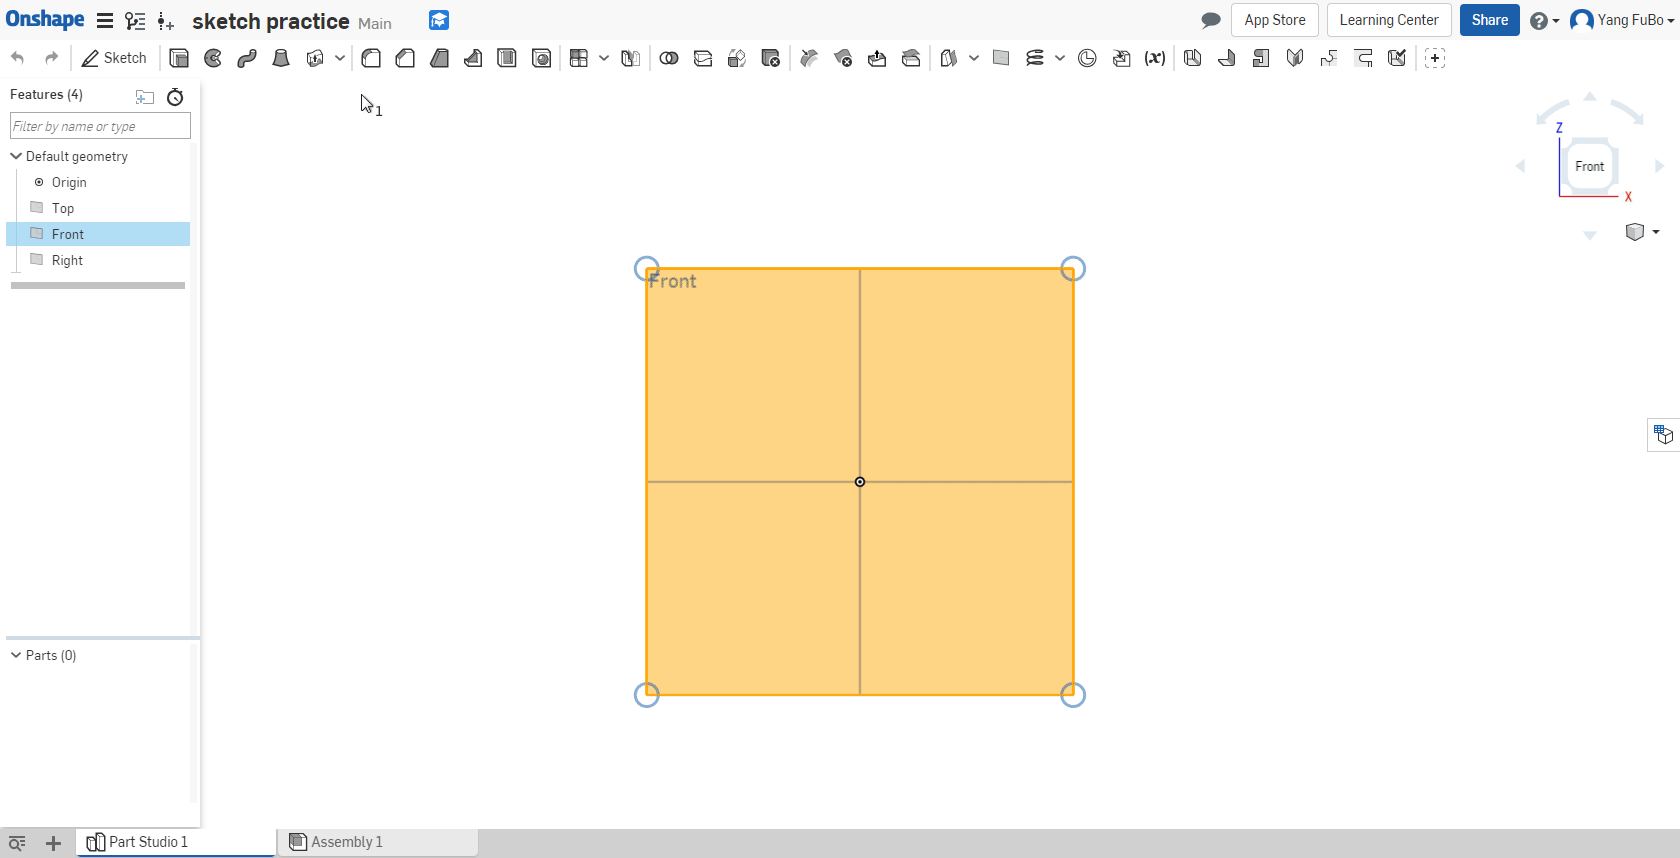 Onshape
sketch practice Main
App Store
Learning Center
Share
Yang FuBo
Sketch
(x)
Features (4)
Filter by name or type
Default geometry
Origin
Top
Front
Right
1
Front
Z
Front
X
Parts (0)
Part Studio 1
Assembly 1